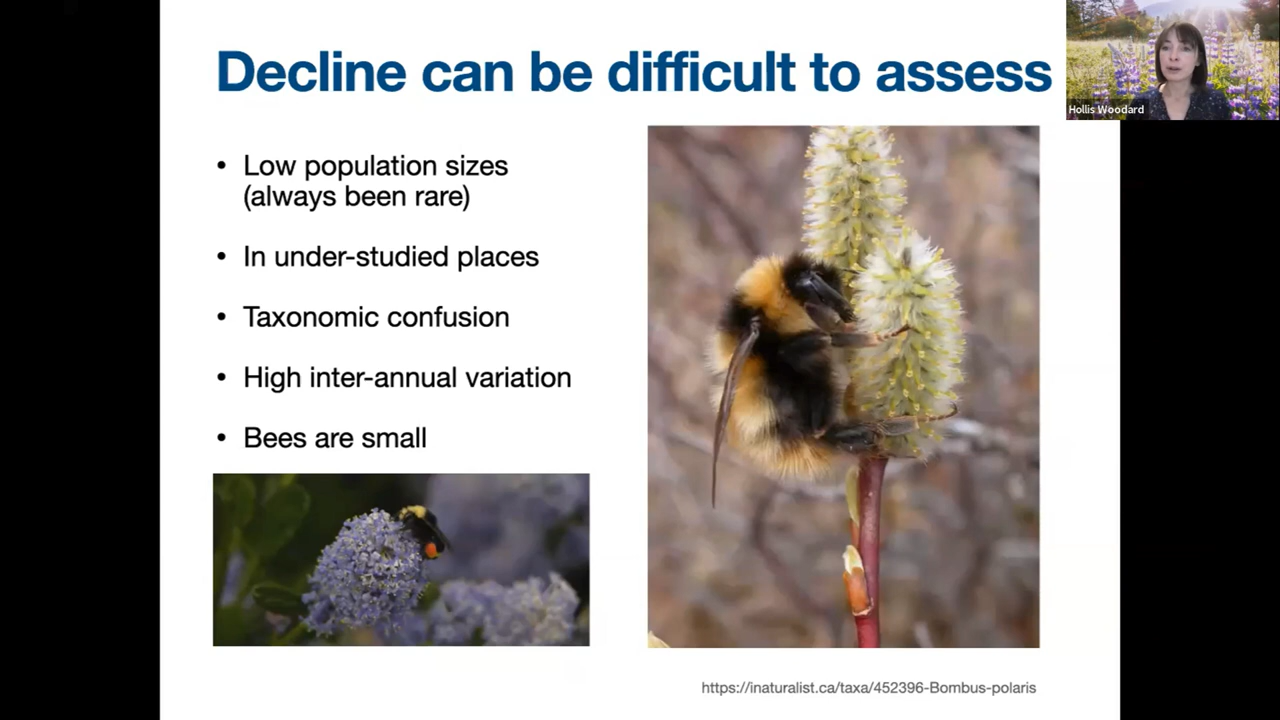 Decline can be difficult to assess
Hollis Woodard
• Low population sizes
(always been rare)
• In under-studied places
• Taxonomic confusion
• High inter-annual variation
• Bees are small
https://inaturalist.ca/taxa/452396-Bombus-polaris